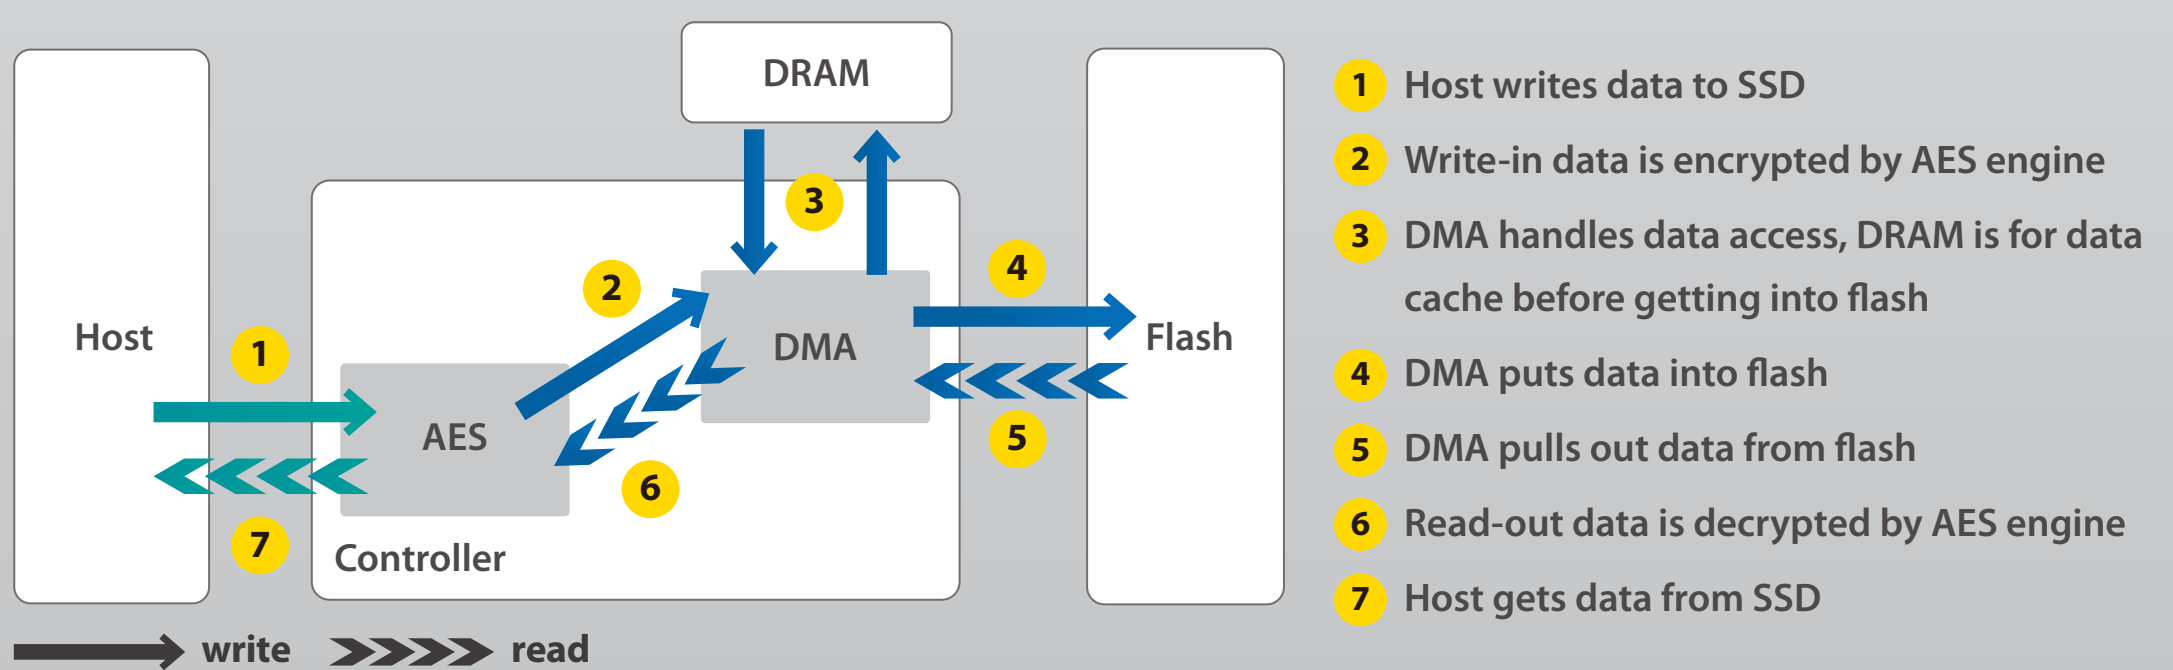 DRAM
Host
1
2
3
4
DMA
Flash
AES
5
6
7
Controller
write
read
1 Host writes data to SSD
2 Write-in data is encrypted by AES engine
3 DMA handles data access, DRAM is for data
cache before getting into flash
4 DMA puts data into flash
5 DMA pulls out data from flash
6 Read-out data is decrypted by AES engine
7 Host gets data from SSD